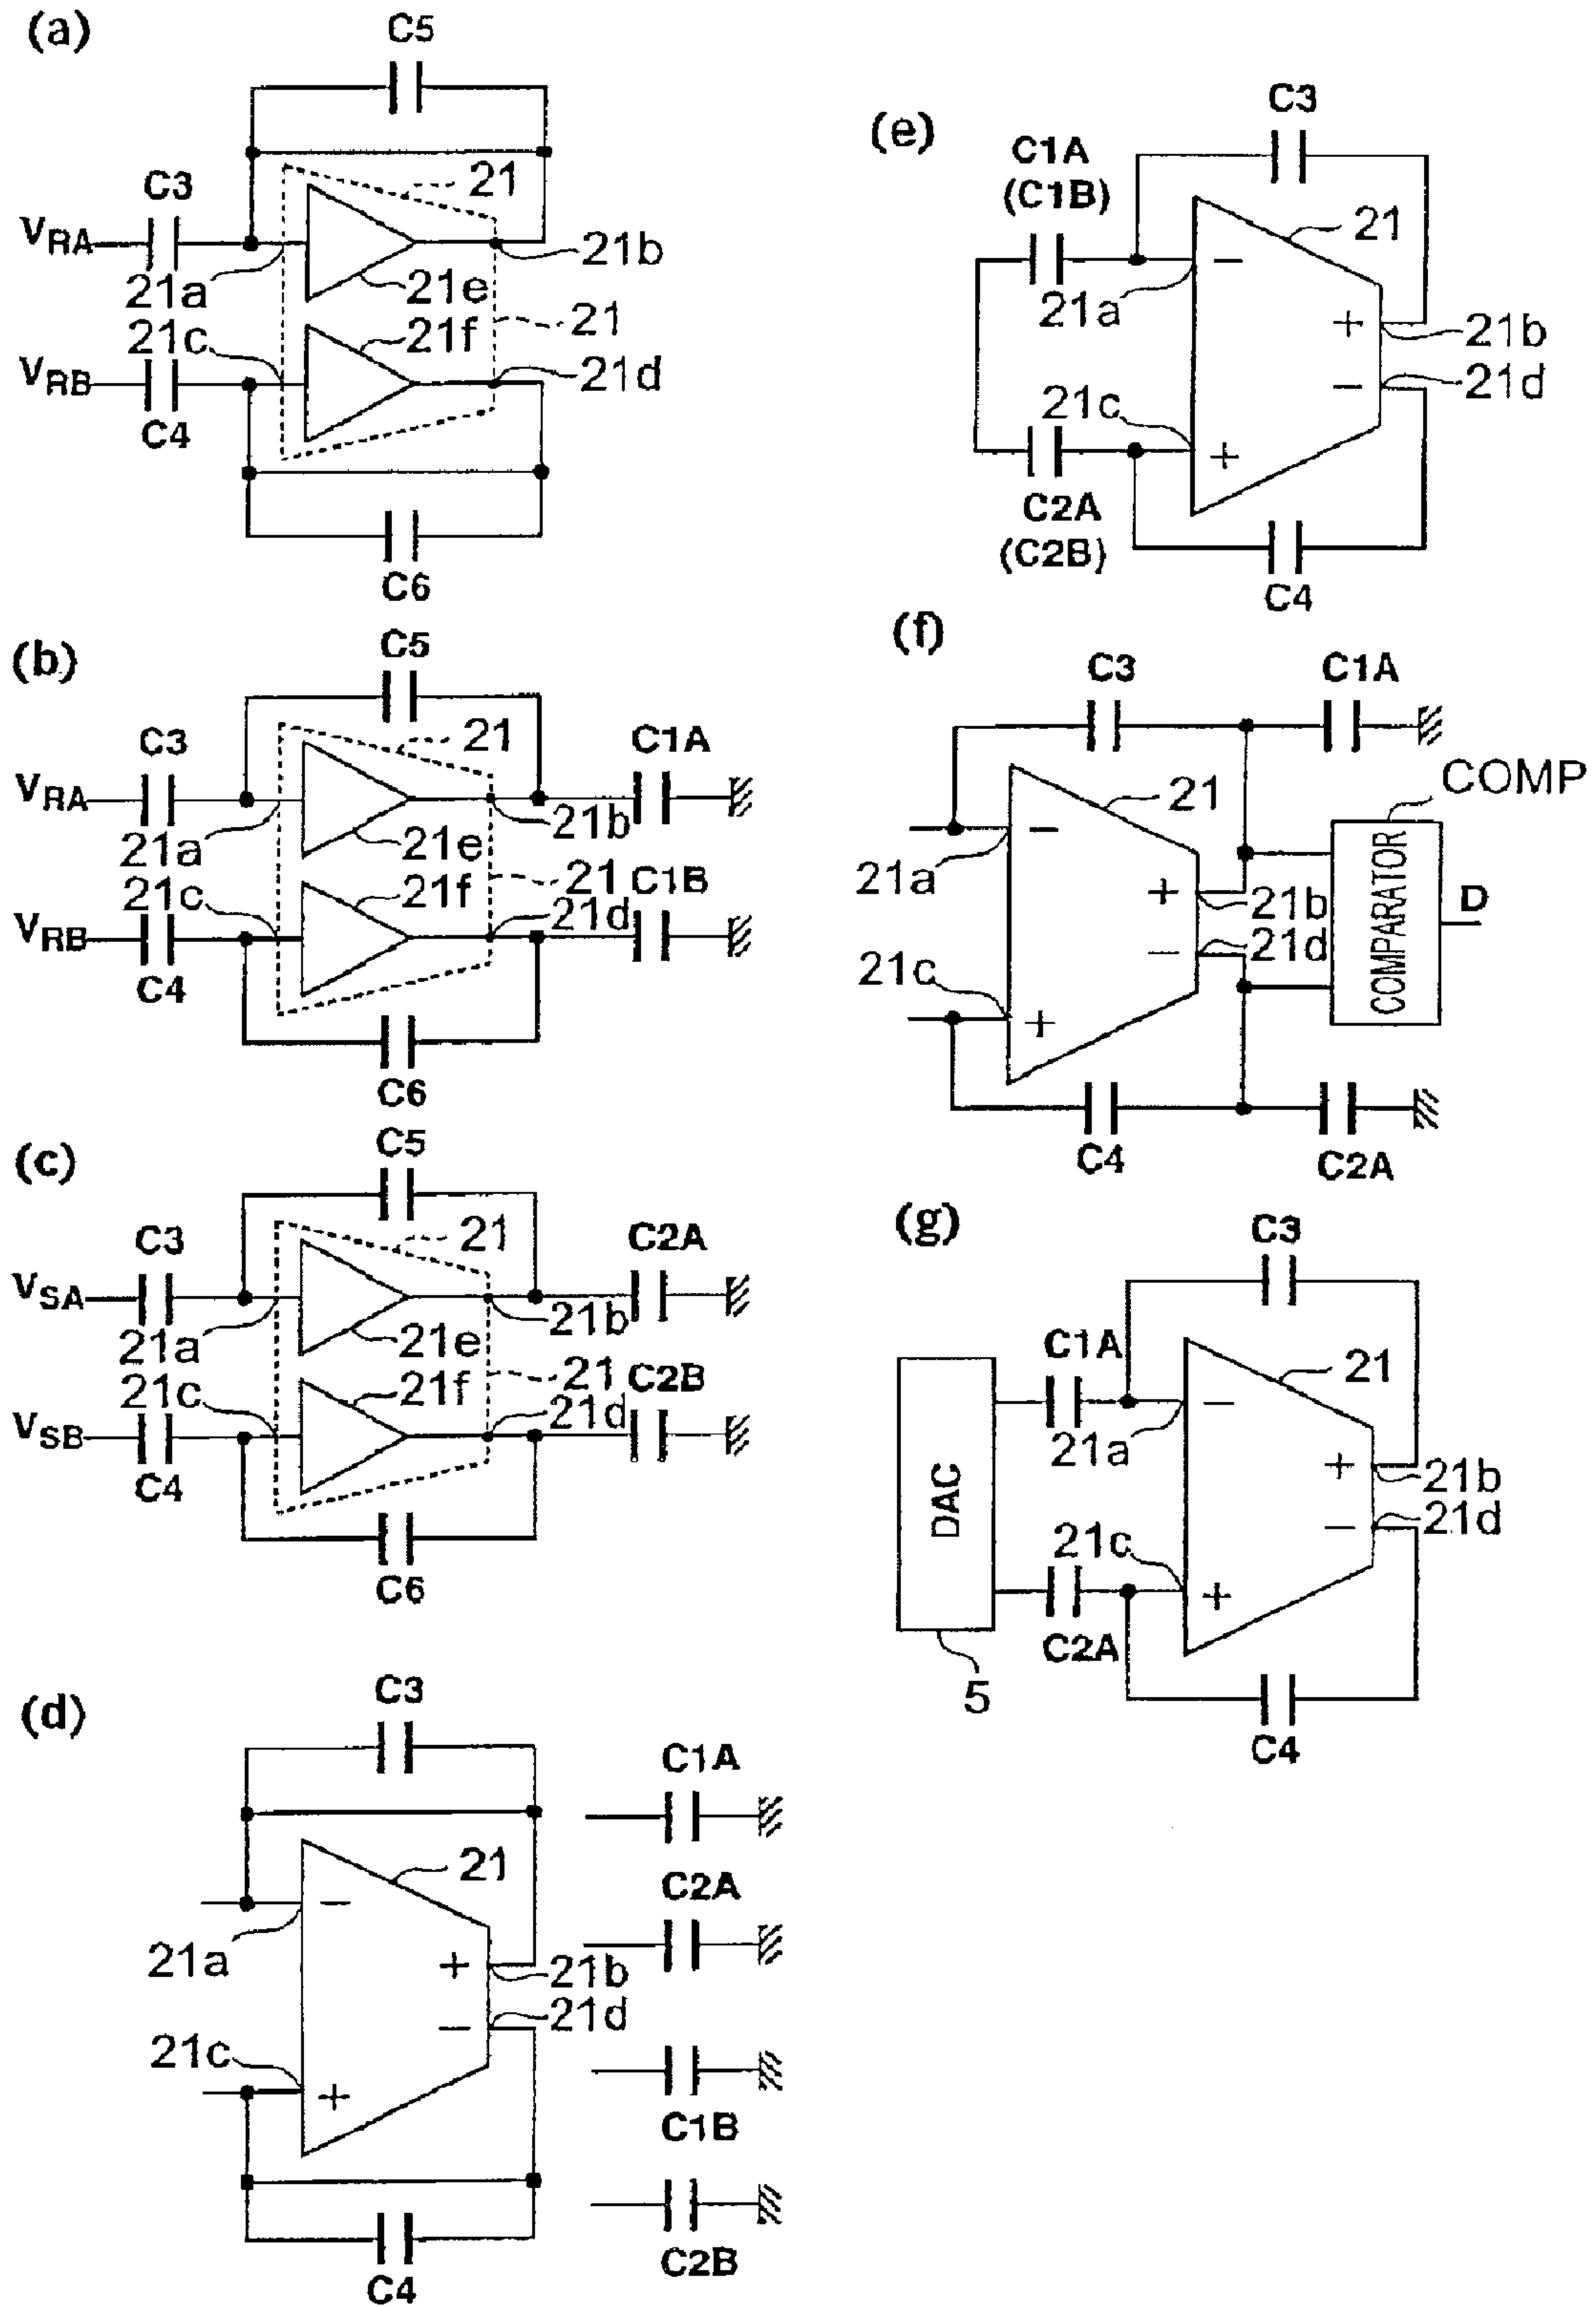 (a)
C5
C3
21
VRA
21a
21e
21b
21c
21f
21
VRB
21d
C4
C6
(b)
C5
C3
21
C1A
VRA
21a
21e
21b
21c
21f
21
C1B
VRB
21d
C4
C6
(c)
C5
C3
21
C2A
VSA
21a
21e
21b
21c
21f
21
C2B
VSB
21d
C4
C6
(d)
C3
C1A
21
−
C2A
21a
+
21b
−
21d
21c
+
C1B
C4
C2B
(e)
C3
C1A
(C1B)
21
−
21a
+
21b
−
21d
21c
+
C2A
(C2B)
C4
(f)
C3
C1A
COMP
21
−
21a
+
21b
−
21d
COMPARATOR
D
21c
+
C4
C2A
(g)
C3
C1A
21
−
21a
+
21b
−
21d
DAC
21c
+
C2A
5
C4